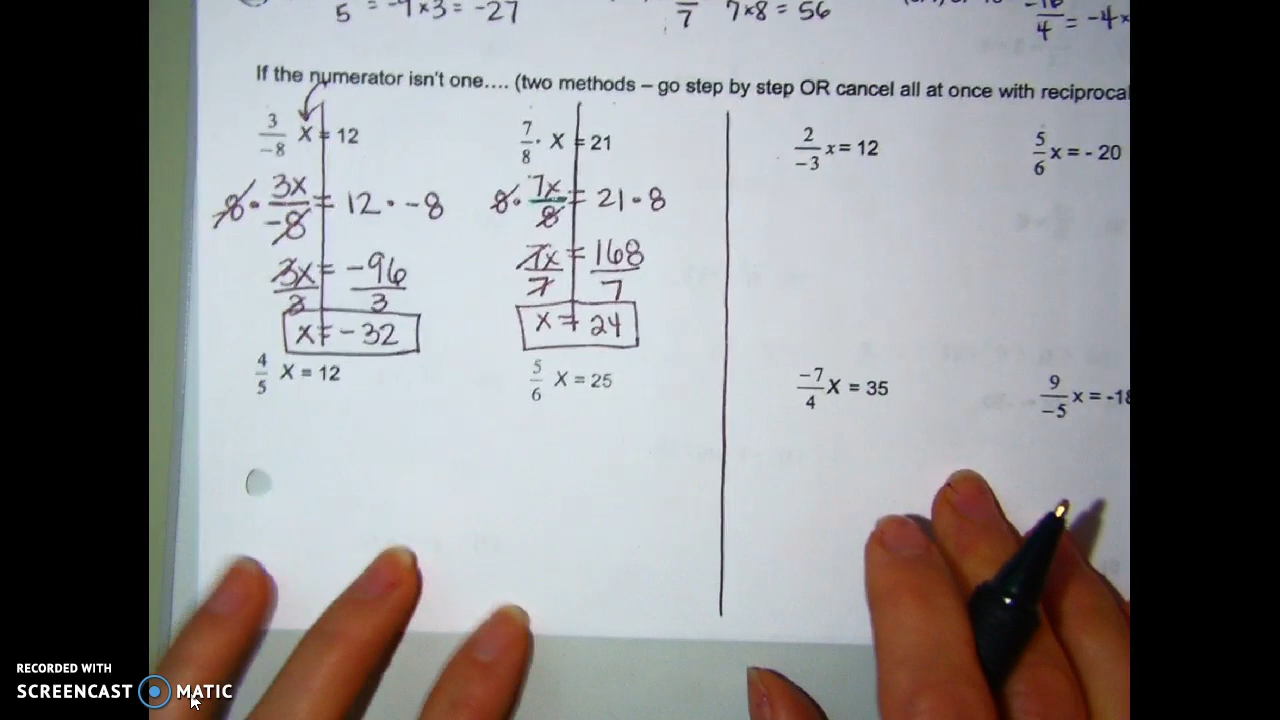 5 = -9 x 3 = -27
7 7 x 8 = 56
4 = -4 x
If the numerator isn't one.... (two methods – go step by step OR cancel all at once with reciprocal
3/-8 X = 12
7/8 · X = 21
2/-3 x = 12
5/6 x = - 20
-8 · 3x/-8 = 12 · -8
8 · 7x/8 = 21 · 8
3x/3 = -96/3
7x/7 = 168/7
x = -32
x = 24
4/5 X = 12
5/6 X = 25
-7/4 X = 35
9/-5 x = -18
RECORDED WITH
SCREENCAST MATIC